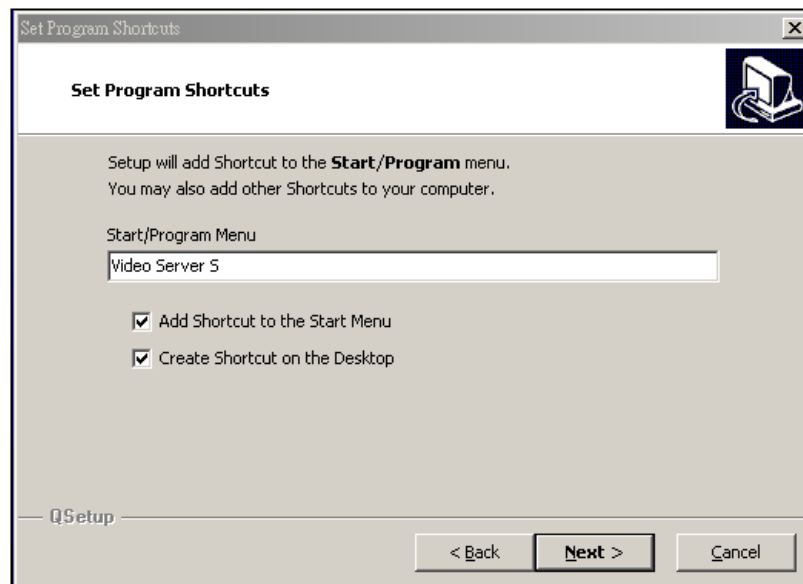 Set Program Shortcuts
Set Program Shortcuts
Setup will add Shortcut to the Start/Program menu.
You may also add other Shortcuts to your computer.
Start/Program Menu
Video Server S
Add Shortcut to the Start Menu
Create Shortcut on the Desktop
QSetup
< Back Next > Cancel